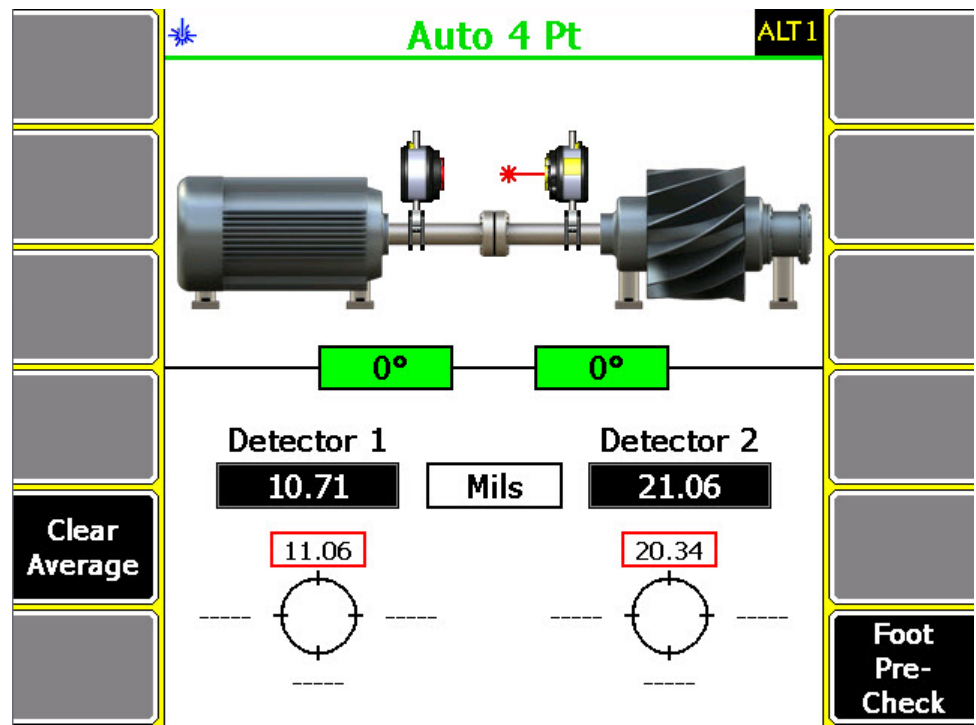 Auto 4 Pt
ALT1
0°
0°
Detector 1
Detector 2
10.71
Mils
21.06
Clear
Average
11.06
20.34
-----
-----
-----
-----
-----
-----
Foot
Pre-
Check